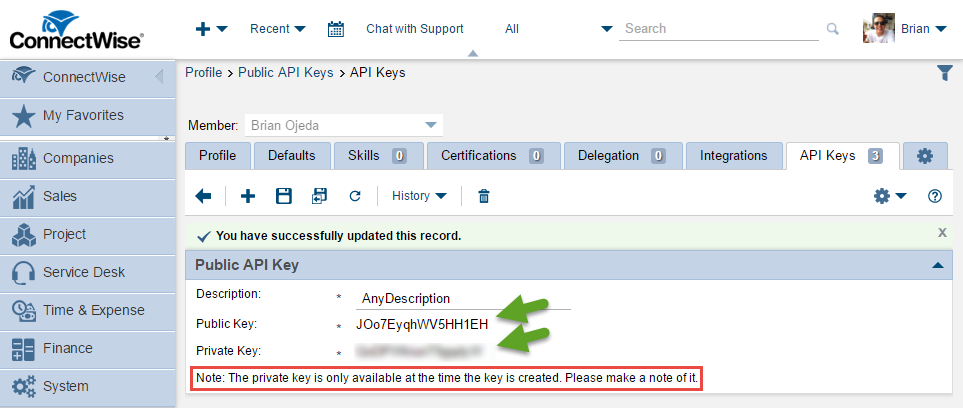 ConnectWise®
Recent
Chat with Support
All
Search
Brian
ConnectWise
My Favorites
Companies
Sales
Project
Service Desk
Time & Expense
Finance
System
Profile > Public API Keys > API Keys
Member: Brian Ojeda
Profile Defaults Skills 0 Certifications 0 Delegation 0 Integrations API Keys 3
History
You have successfully updated this record. x
Public API Key
Description: * AnyDescription
Public Key: * JOo7EyqhWV5HH1EH
Private Key: *
Note: The private key is only available at the time the key is created. Please make a note of it.